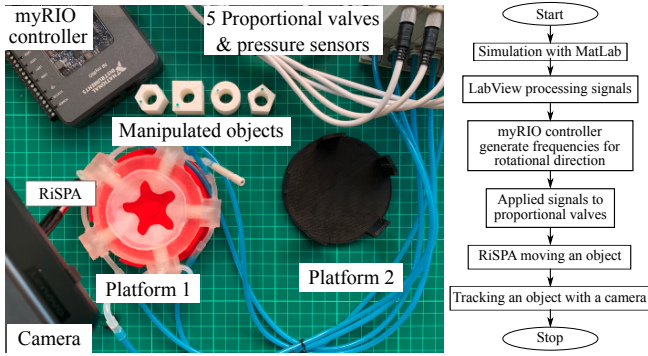 myRIO
controller
5 Proportional valves
& pressure sensors
NATIONAL
INSTRUMENTS
Manipulated objects
RiSPA
Platform 1
Platform 2
Camera
Start
Simulation with MatLab
LabView processing signals
myRIO controller
generate frequencies for
rotational direction
Applied signals to
proportional valves
RiSPA moving an object
Tracking an object with a camera
Stop